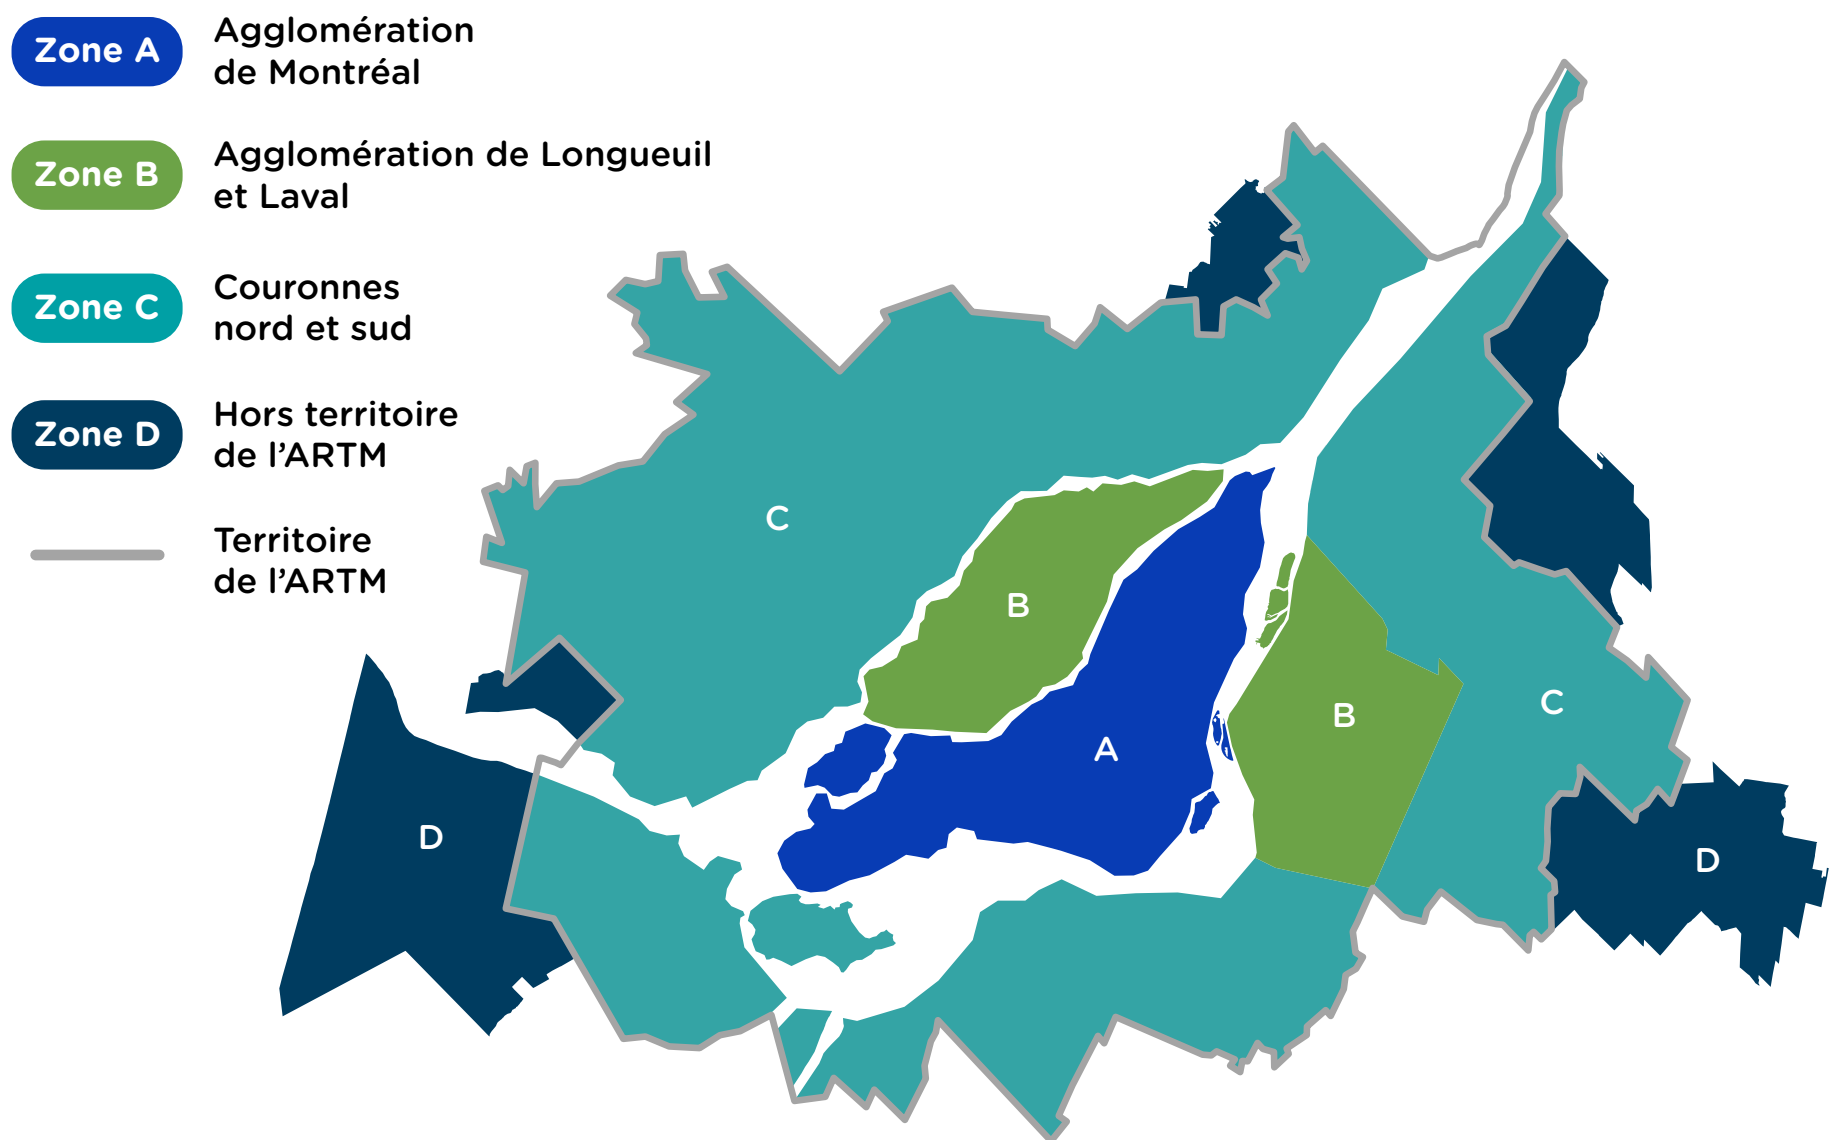 Zone A
Agglomération
de Montréal
Zone B
Agglomération de Longueuil
et Laval
Zone C
Couronnes
nord et sud
Zone D
Hors territoire
de l'ARTM
Territoire
de l'ARTM
C
B
A
B
C
D
D